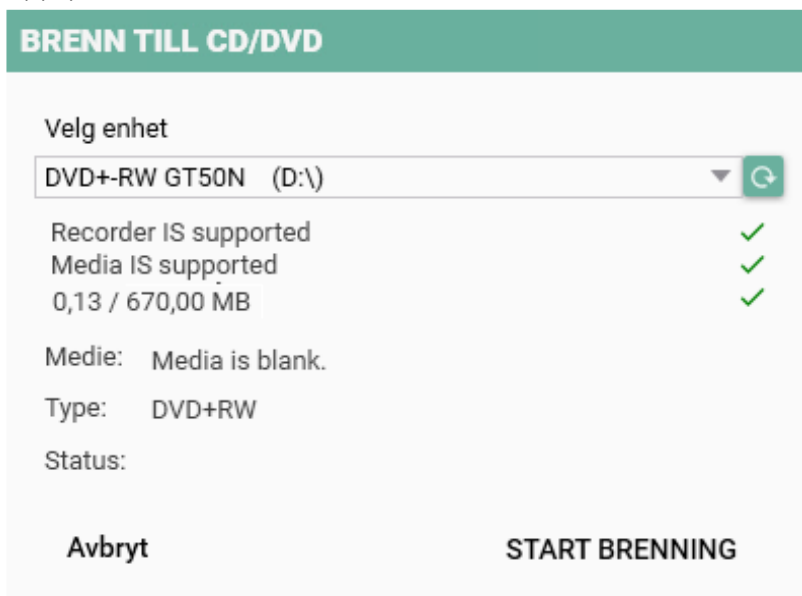 BRENN TILL CD/DVD
Velg enhet
DVD+-RW GT50N (D:\)
Recorder IS supported
Media IS supported
0,13 / 670,00 MB
Medie: Media is blank.
Type: DVD+RW
Status:
Avbryt START BRENNING